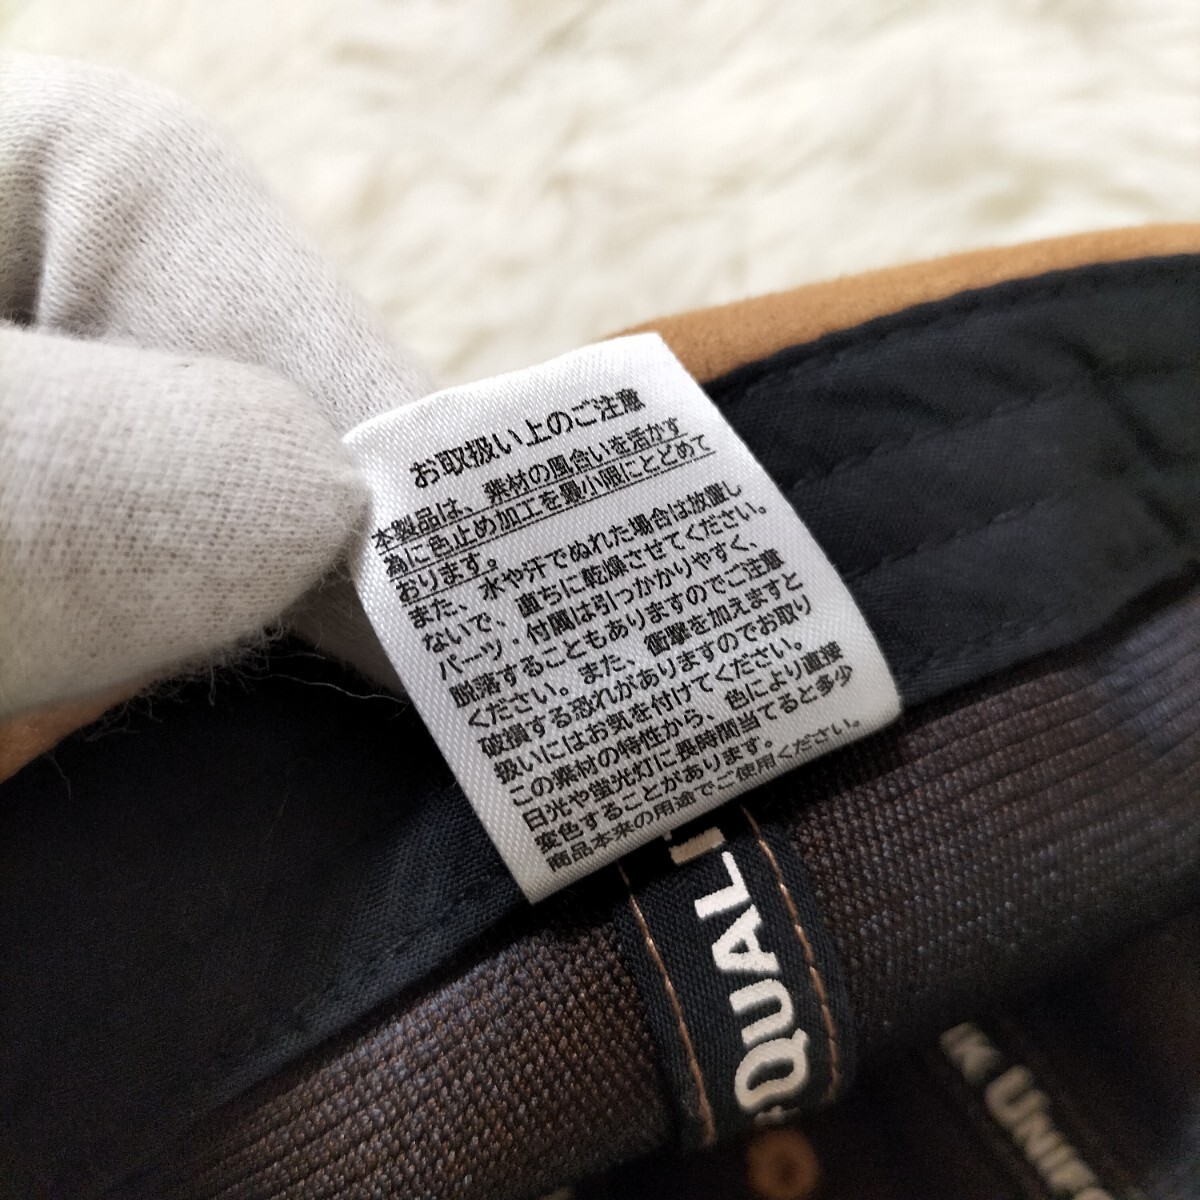 お取扱い上のご注意
本製品は、素材の風合いを活かす
為に色止め加工を最小限にとどめて
おります。
また、水や汗でぬれた場合は放置し
ないで、直ちに乾燥させてください。
パーツ・付属は引っかかりやすく、
脱落することもありますのでご注意
ください。また、衝撃を加えますと
破損する恐れがありますのでお取り
扱いにはお気を付けてください。
この素材の特性から、色により直接
日光や蛍光灯に長時間当てると多少
変色することがあります。
商品本来の用途でご使用ください。
QUALI
K UNIF